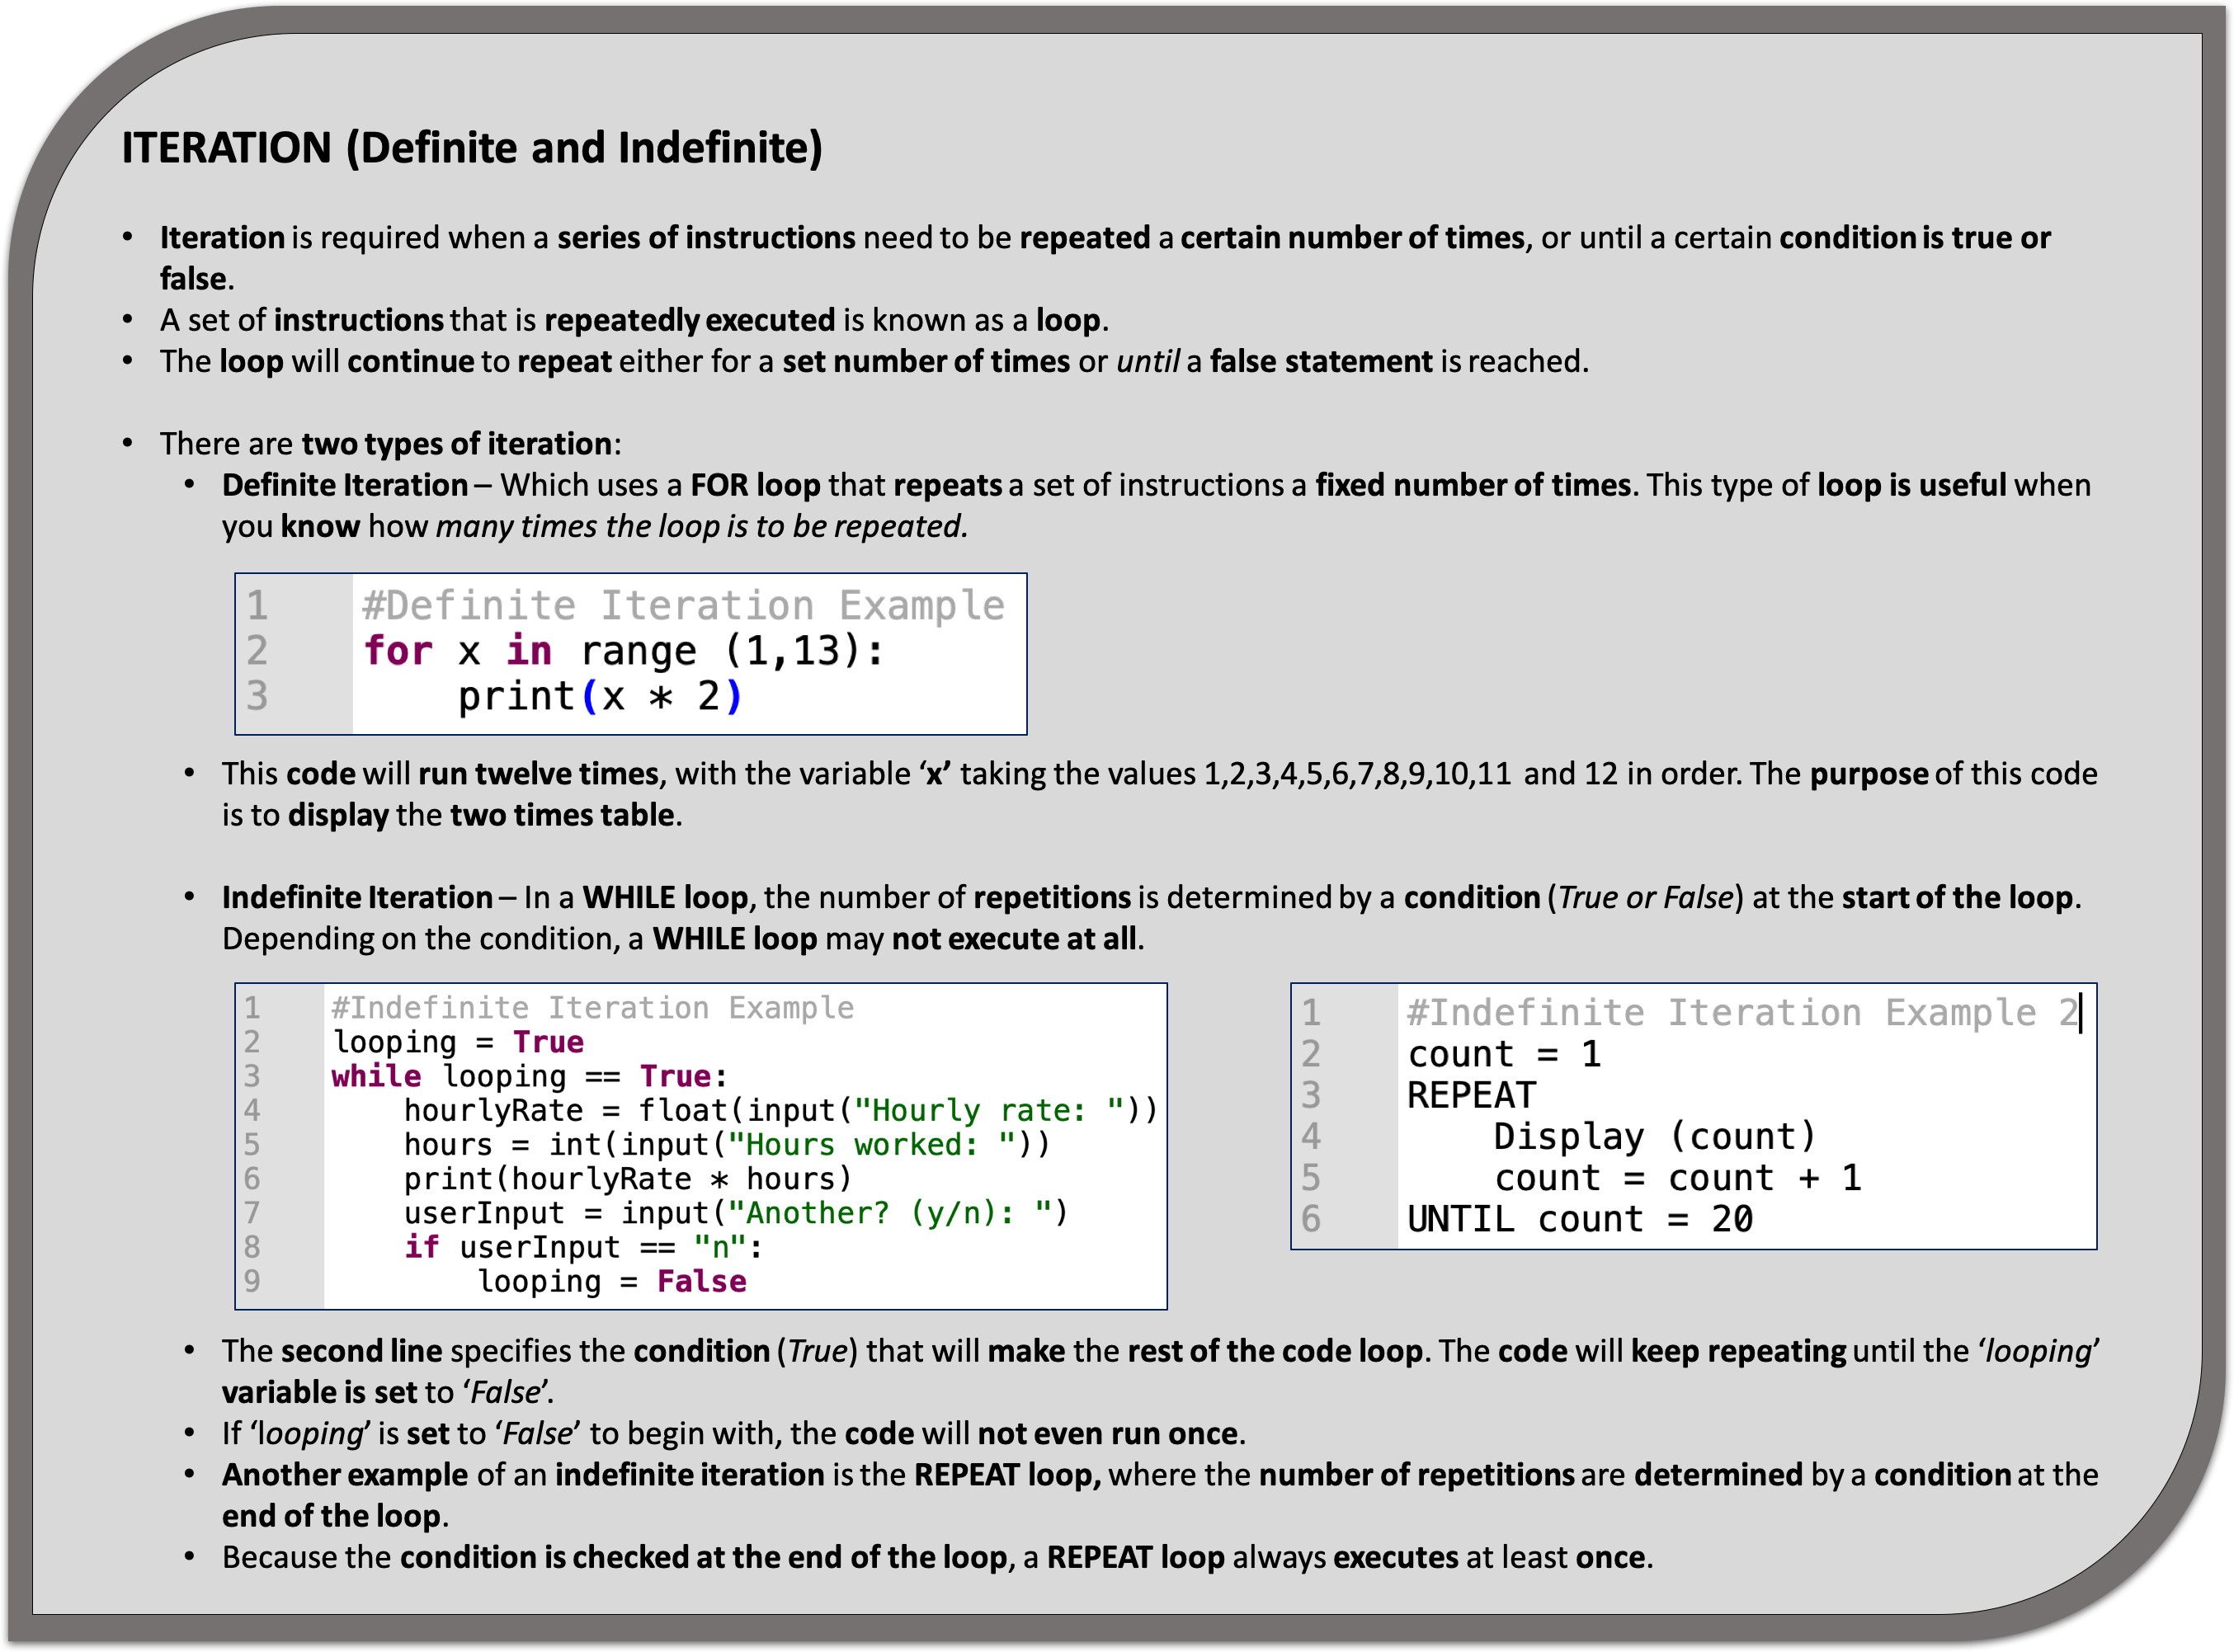 ITERATION (Definite and Indefinite)
• Iteration is required when a series of instructions need to be repeated a certain number of times, or until a certain condition is true or
false.
• A set of instructions that is repeatedly executed is known as a loop.
• The loop will continue to repeat either for a set number of times or until a false statement is reached.
• There are two types of iteration:
• Definite Iteration – Which uses a FOR loop that repeats a set of instructions a fixed number of times. This type of loop is useful when
you know how many times the loop is to be repeated.
1 #Definite Iteration Example
2 for x in range (1,13):
3 print(x * 2)
• This code will run twelve times, with the variable ‘x’ taking the values 1,2,3,4,5,6,7,8,9,10,11 and 12 in order. The purpose of this code
is to display the two times table.
• Indefinite Iteration – In a WHILE loop, the number of repetitions is determined by a condition (True or False) at the start of the loop.
Depending on the condition, a WHILE loop may not execute at all.
1 #Indefinite Iteration Example
2 looping = True
3 while looping == True:
4 hourlyRate = float(input("Hourly rate: "))
5 hours = int(input("Hours worked: "))
6 print(hourlyRate * hours)
7 userInput = input("Another? (y/n): ")
8 if userInput == "n":
9 looping = False
1 #Indefinite Iteration Example 2
2 count = 1
3 REPEAT
4 Display (count)
5 count = count + 1
6 UNTIL count = 20
• The second line specifies the condition (True) that will make the rest of the code loop. The code will keep repeating until the ‘looping’
variable is set to ‘False’.
• If ‘looping’ is set to ‘False’ to begin with, the code will not even run once.
• Another example of an indefinite iteration is the REPEAT loop, where the number of repetitions are determined by a condition at the
end of the loop.
• Because the condition is checked at the end of the loop, a REPEAT loop always executes at least once.